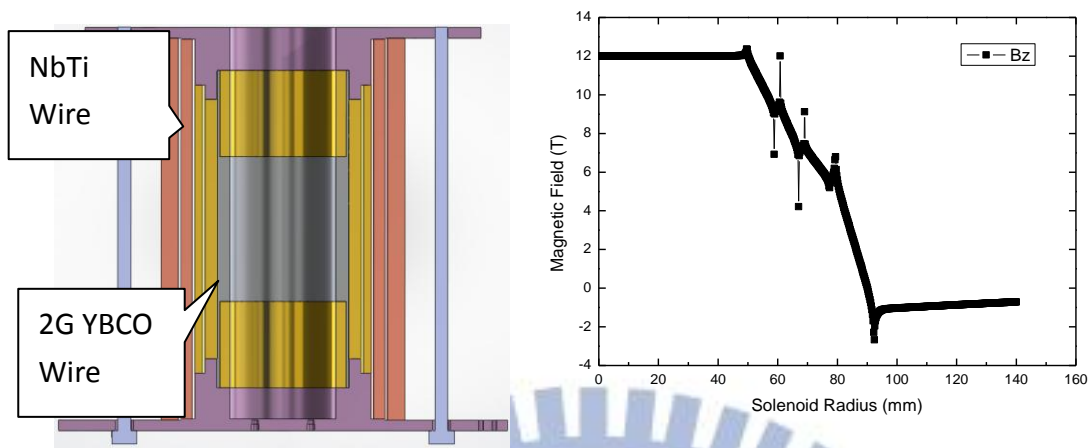 NbTi
Wire
2G YBCO
Wire
14
12
10
8
6
4
2
0
-2
-4
Magnetic Field (T)
Bz
0 20 40 60 80 100 120 140 160
Solenoid Radius (mm)